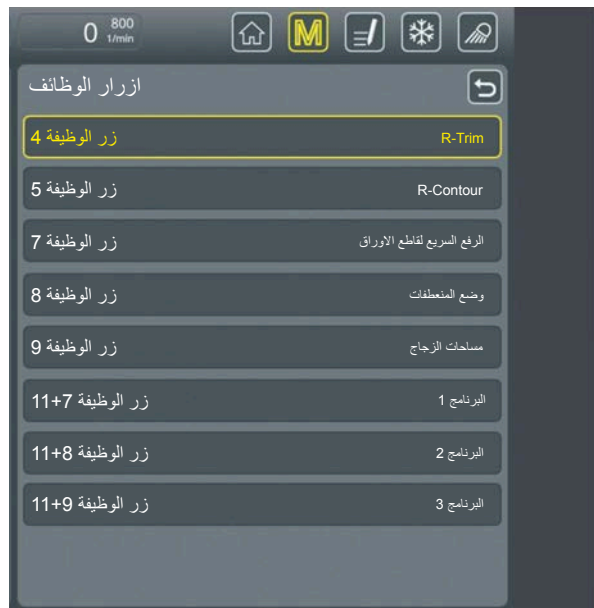 0 800
1/min
M
ازرار الوظائف
زر الوظيفة 4 R-Trim
زر الوظيفة 5 R-Contour
زر الوظيفة 7 الرفع السريع لقاطع الاوراق
زر الوظيفة 8 وضع المنعطفات
زر الوظيفة 9 مساحات الزجاج
زر الوظيفة 7+11 البرنامج 1
زر الوظيفة 8+11 البرنامج 2
زر الوظيفة 9+11 البرنامج 3